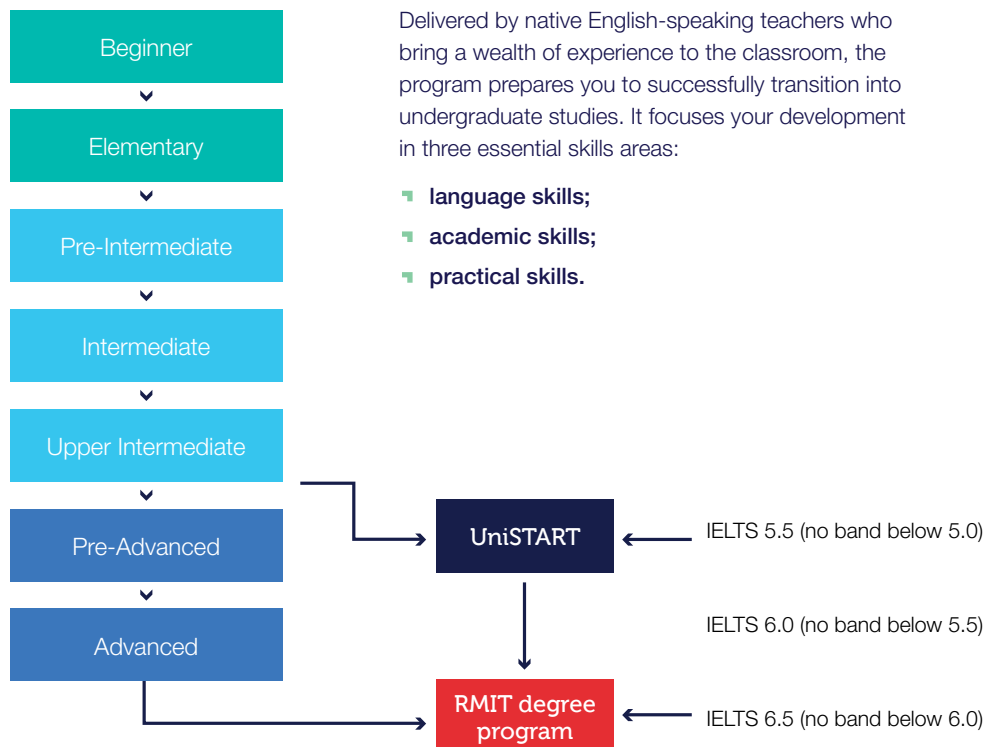 Beginner
Elementary
Pre-Intermediate
Intermediate
Upper Intermediate
Pre-Advanced
Advanced
Delivered by native English-speaking teachers who
bring a wealth of experience to the classroom, the
program prepares you to successfully transition into
undergraduate studies. It focuses your development
in three essential skills areas:
language skills;
academic skills;
practical skills.
UniSTART
IELTS 5.5 (no band below 5.0)
IELTS 6.0 (no band below 5.5)
RMIT degree
program
IELTS 6.5 (no band below 6.0)